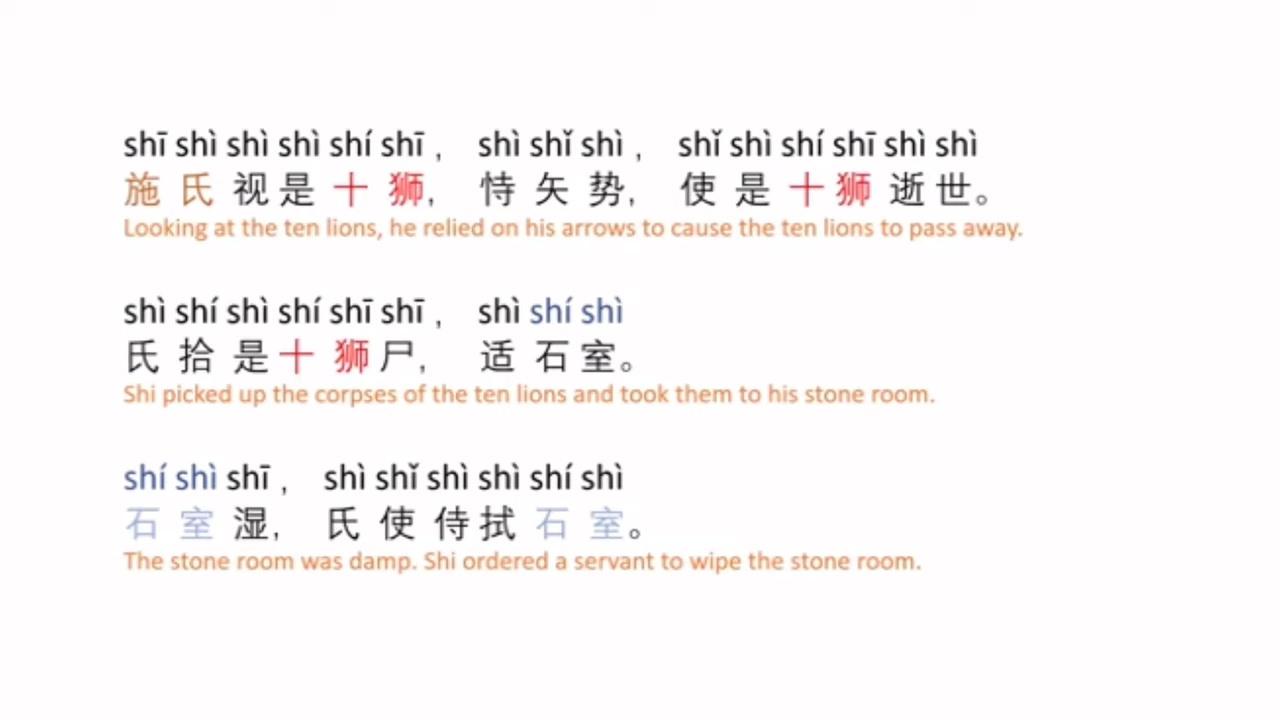 shī shì shì shì shí shī ,  shì shǐ shì ,  shǐ shì shí shī shì shì
施 氏 视 是 十 狮,  恃 矢 势,  使 是 十 狮 逝 世。
Looking at the ten lions, he relied on his arrows to cause the ten lions to pass away.
shì shí shì shí shī shī ,  shì shí shì
氏 拾 是 十 狮 尸,  适 石 室。
Shi picked up the corpses of the ten lions and took them to his stone room.
shí shì shī ,  shì shǐ shì shì shí shì
石 室 湿,  氏 使 侍 拭 石 室。
The stone room was damp. Shi ordered a servant to wipe the stone room.